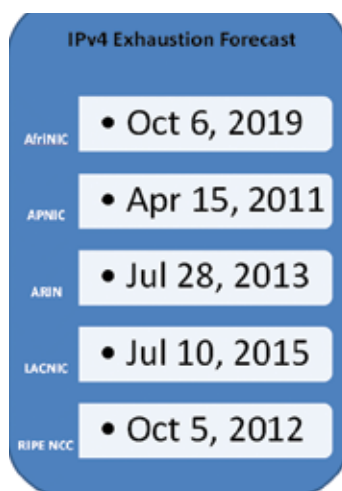 IPv4 Exhaustion Forecast
AfriNIC
• Oct 6, 2019
APNIC
• Apr 15, 2011
ARIN
• Jul 28, 2013
LACNIC
• Jul 10, 2015
RIPE NCC
• Oct 5, 2012